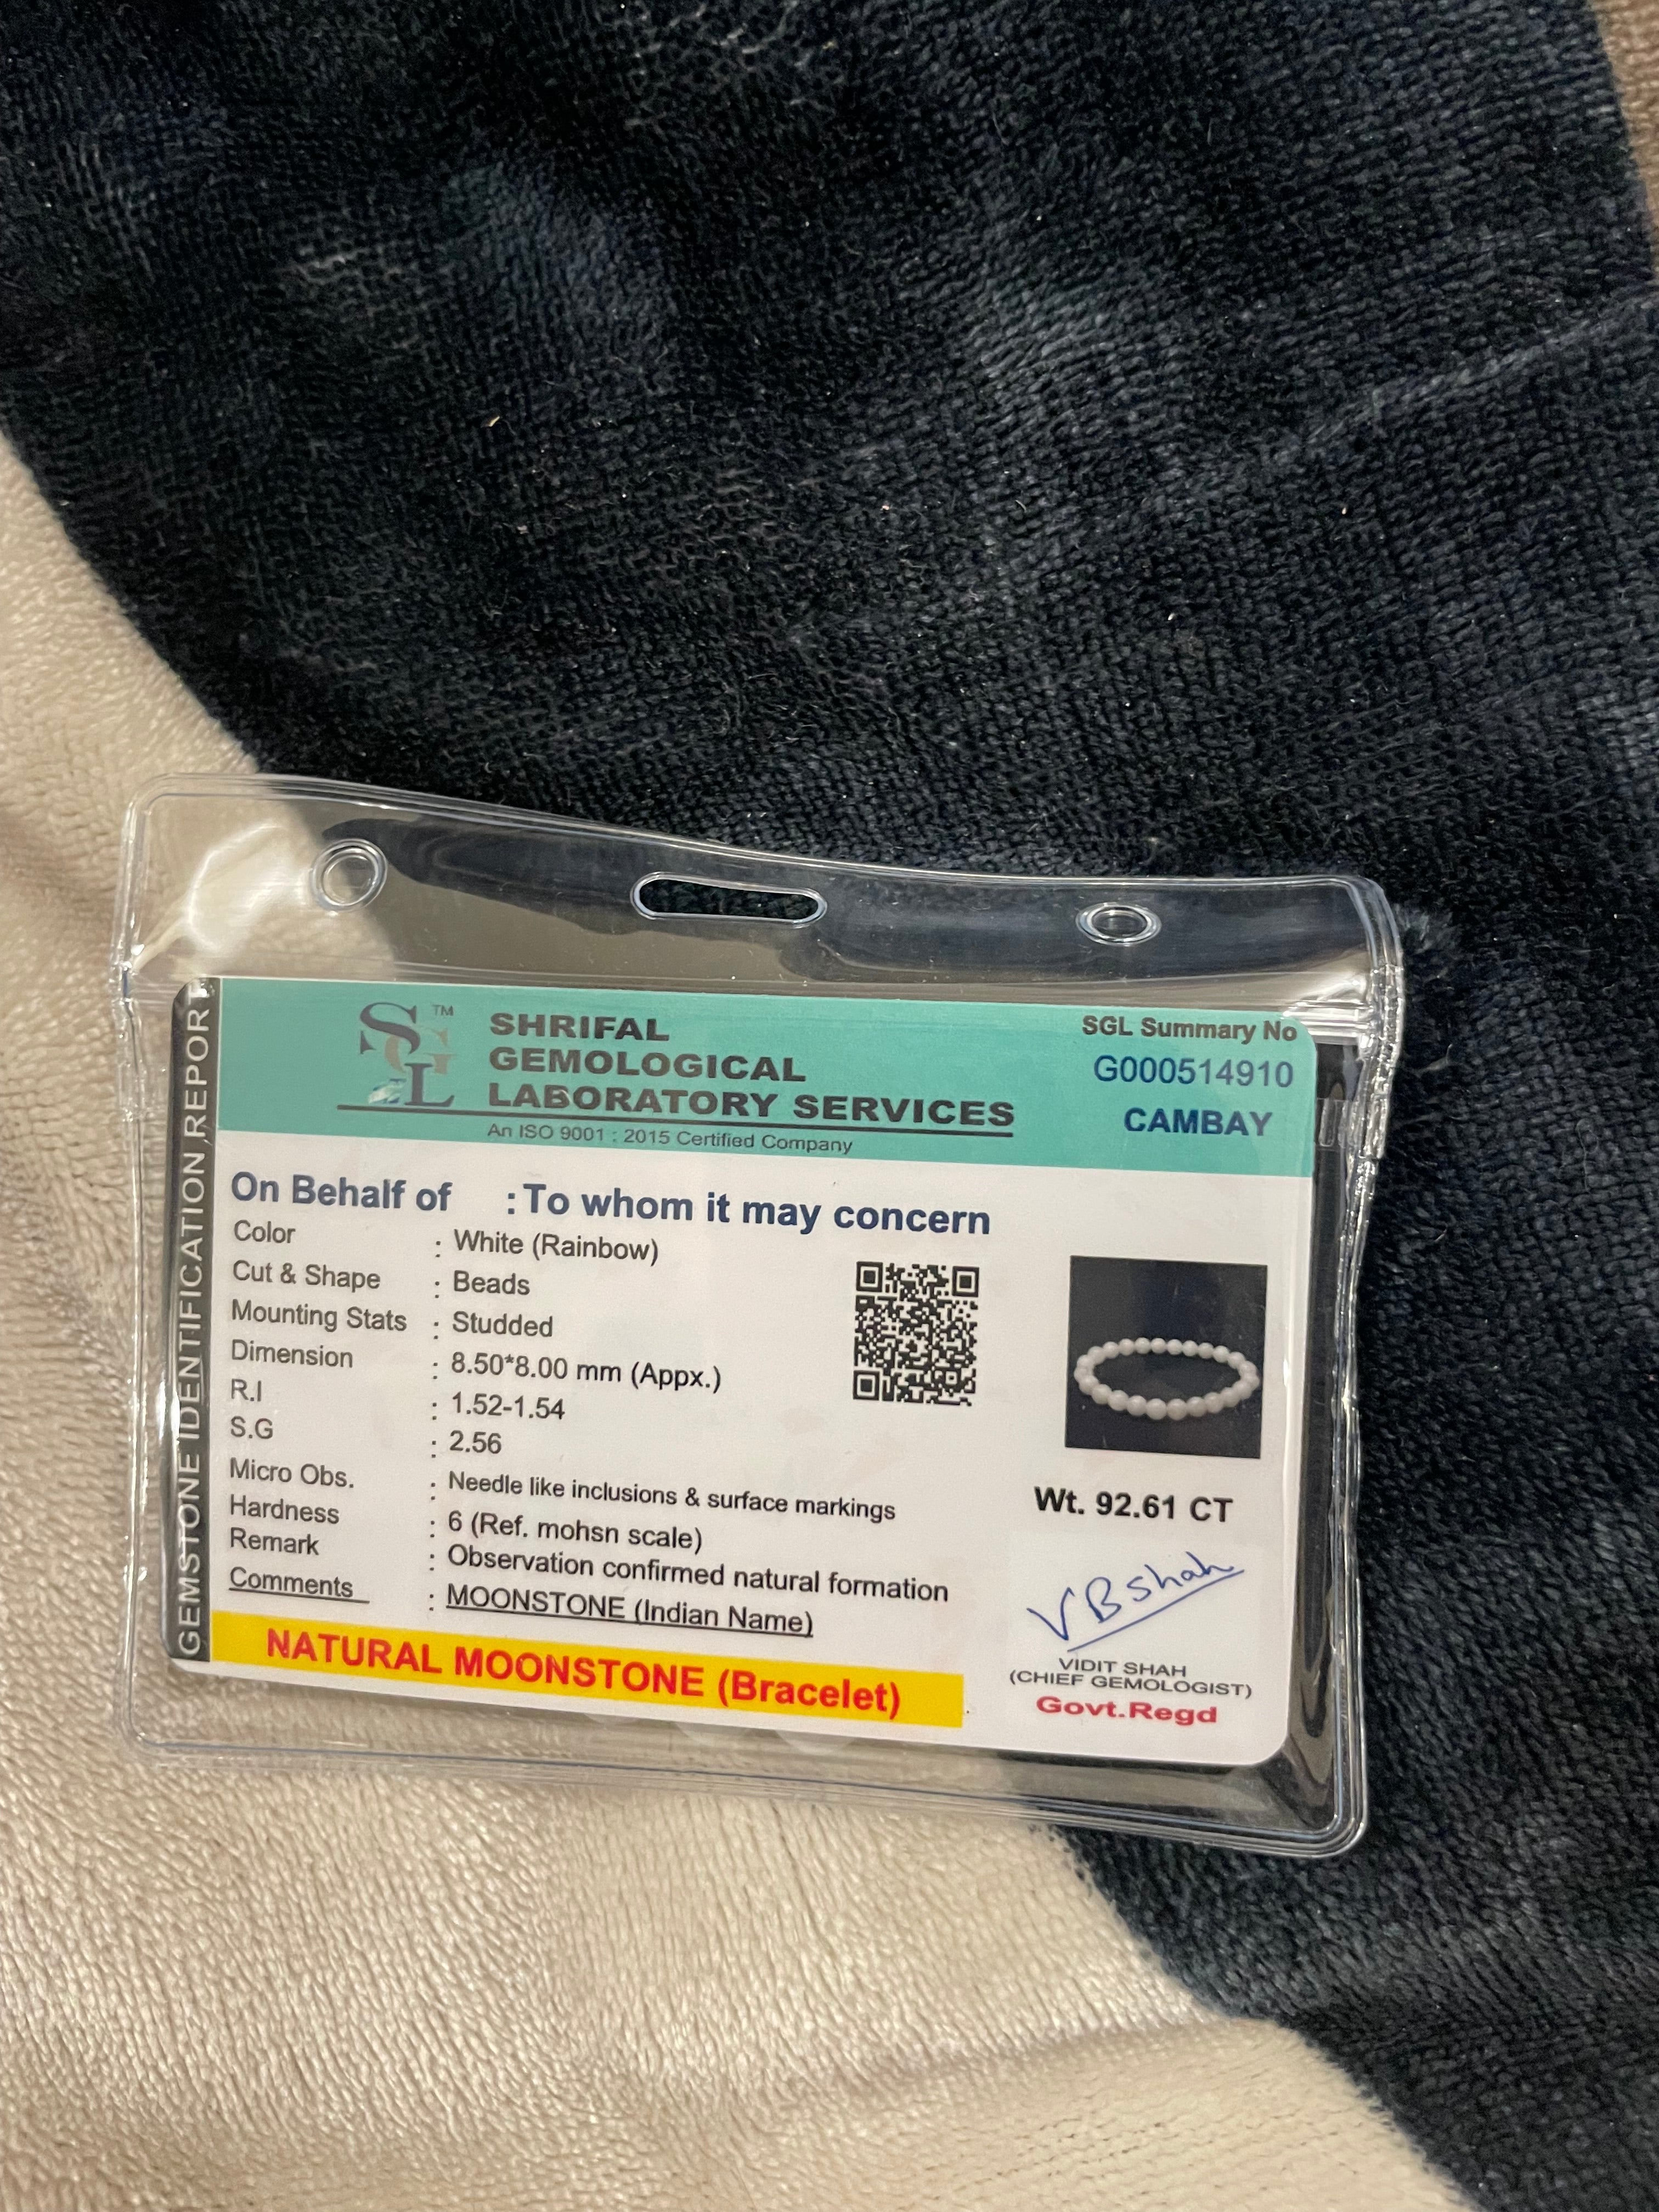 GEMSTONE IDENTIFICATION REPORT
SGL ™
SHRIFAL
GEMOLOGICAL
LABORATORY SERVICES
An ISO 9001 : 2015 Certified Company
SGL Summary No
G000514910
CAMBAY
On Behalf of : To whom it may concern
Color : White (Rainbow)
Cut & Shape : Beads
Mounting Stats : Studded
Dimension : 8.50*8.00 mm (Appx.)
R.I : 1.52-1.54
S.G : 2.56
Micro Obs. : Needle like inclusions & surface markings
Hardness : 6 (Ref. mohsn scale)
Remark : Observation confirmed natural formation
Comments : MOONSTONE (Indian Name)
NATURAL MOONSTONE (Bracelet)
Wt. 92.61 CT
VBshah
VIDIT SHAH
(CHIEF GEMOLOGIST)
Govt.Regd